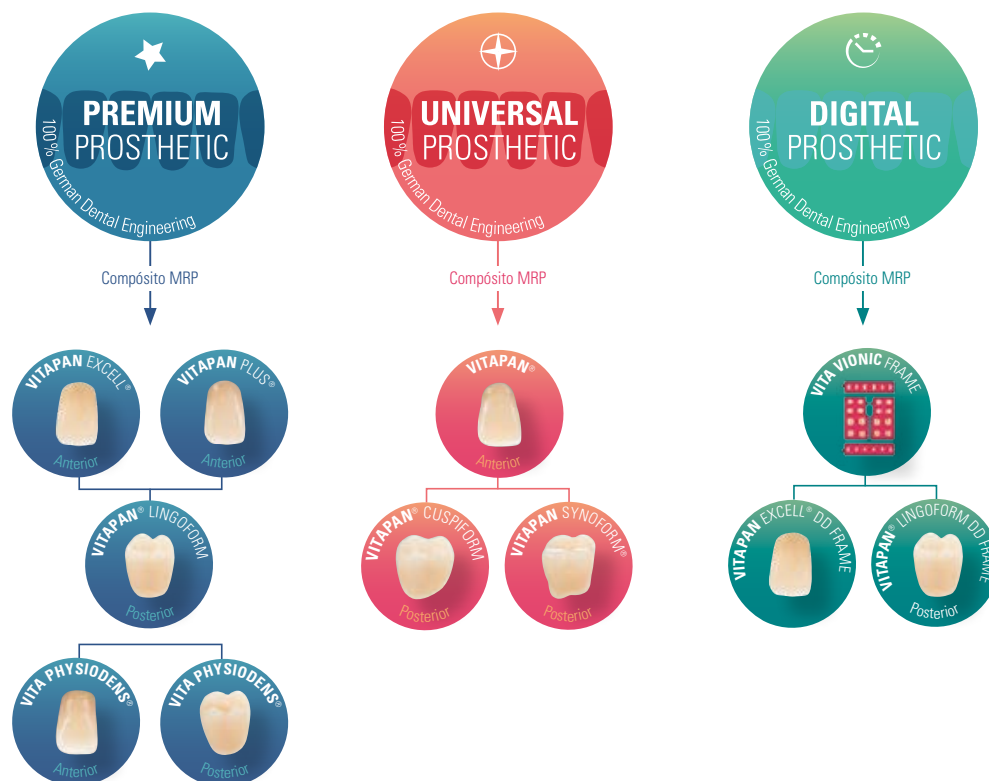 PREMIUM
PROSTHETIC
100 % German Dental Engineering
Compósito MRP
VITAPAN EXCELL®
Anterior
VITAPAN PLUS®
Anterior
VITAPAN® LINGOFORM
Posterior
VITA PHYSIODENS®
Anterior
VITA PHYSIODENS®
Posterior
UNIVERSAL
PROSTHETIC
100 % German Dental Engineering
Compósito MRP
VITAPAN®
Anterior
VITAPAN® CUSPIFORM
Posterior
VITAPAN SYNOFORM®
Posterior
DIGITAL
PROSTHETIC
100 % German Dental Engineering
Compósito MRP
VITA VIONIC FRAME
VITAPAN EXCELL® DD FRAME
VITAPAN® LINGOFORM DD FRAME
Posterior